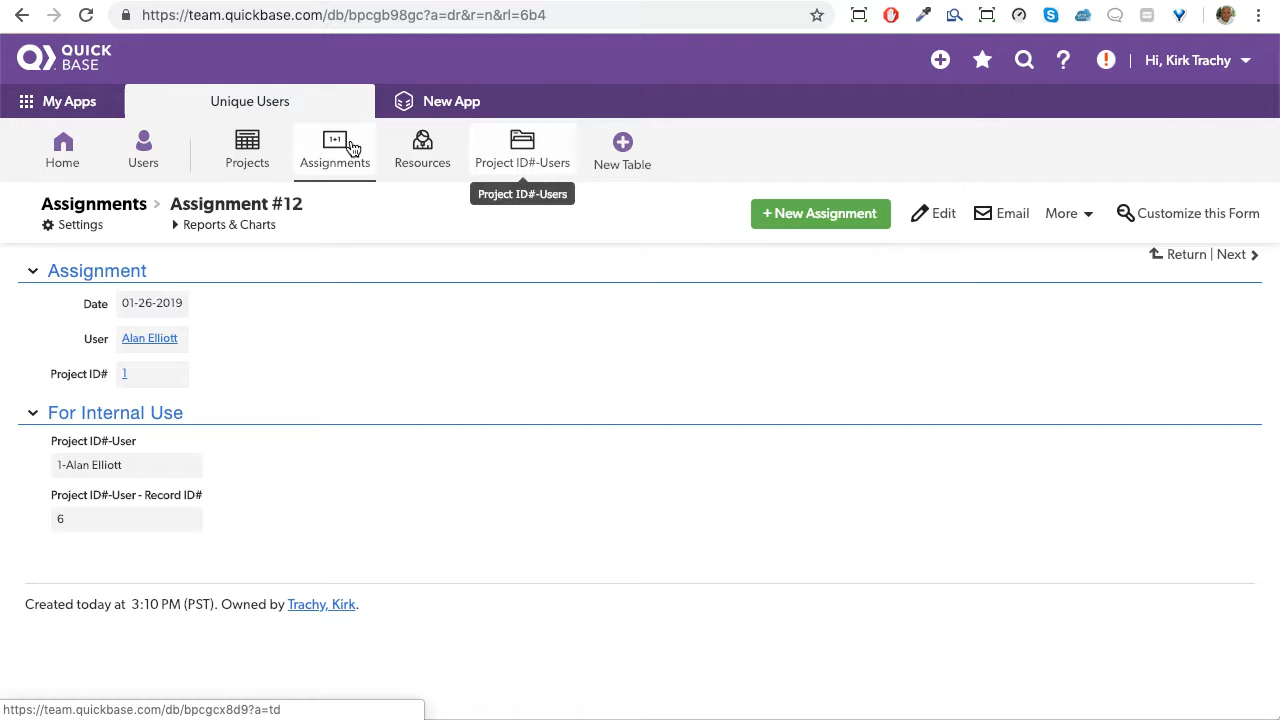 https://team.quickbase.com/db/bpcgb98gc?a=dr&r=n&rl=6b4
QUICK
BASE
Hi, Kirk Trachy
My Apps
Unique Users
New App
Home
Users
Projects
1+1
Assignments
Resources
Project ID#-Users
New Table
Project ID#-Users
Assignments > Assignment #12
Settings
Reports & Charts
+ New Assignment
Edit
Email
More
Customize this Form
Return | Next
Assignment
Date 01-26-2019
User Alan Elliott
Project ID# 1
For Internal Use
Project ID#-User
1-Alan Elliott
Project ID#-User - Record ID#
6
Created today at 3:10 PM (PST). Owned by Trachy, Kirk.
https://team.quickbase.com/db/bpcgcx8d9?a=td